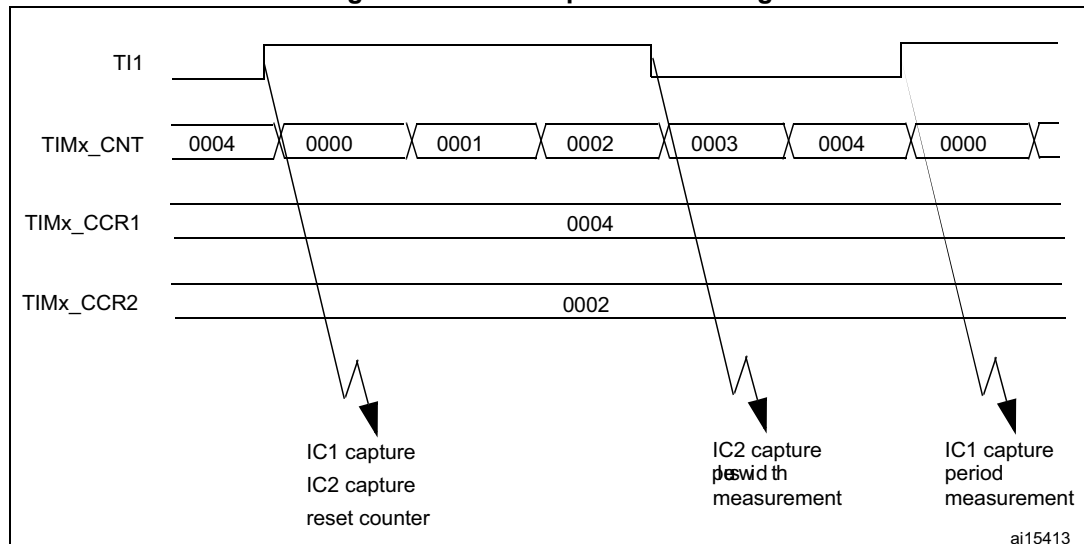 TI1
TIMx_CNT 0004 0000 0001 0002 0003 0004 0000
TIMx_CCR1
0004
TIMx_CCR2
0002
IC1 capture
IC2 capture
reset counter
IC2 capture
measurement
IC1 capture
period
measurement
ai15413